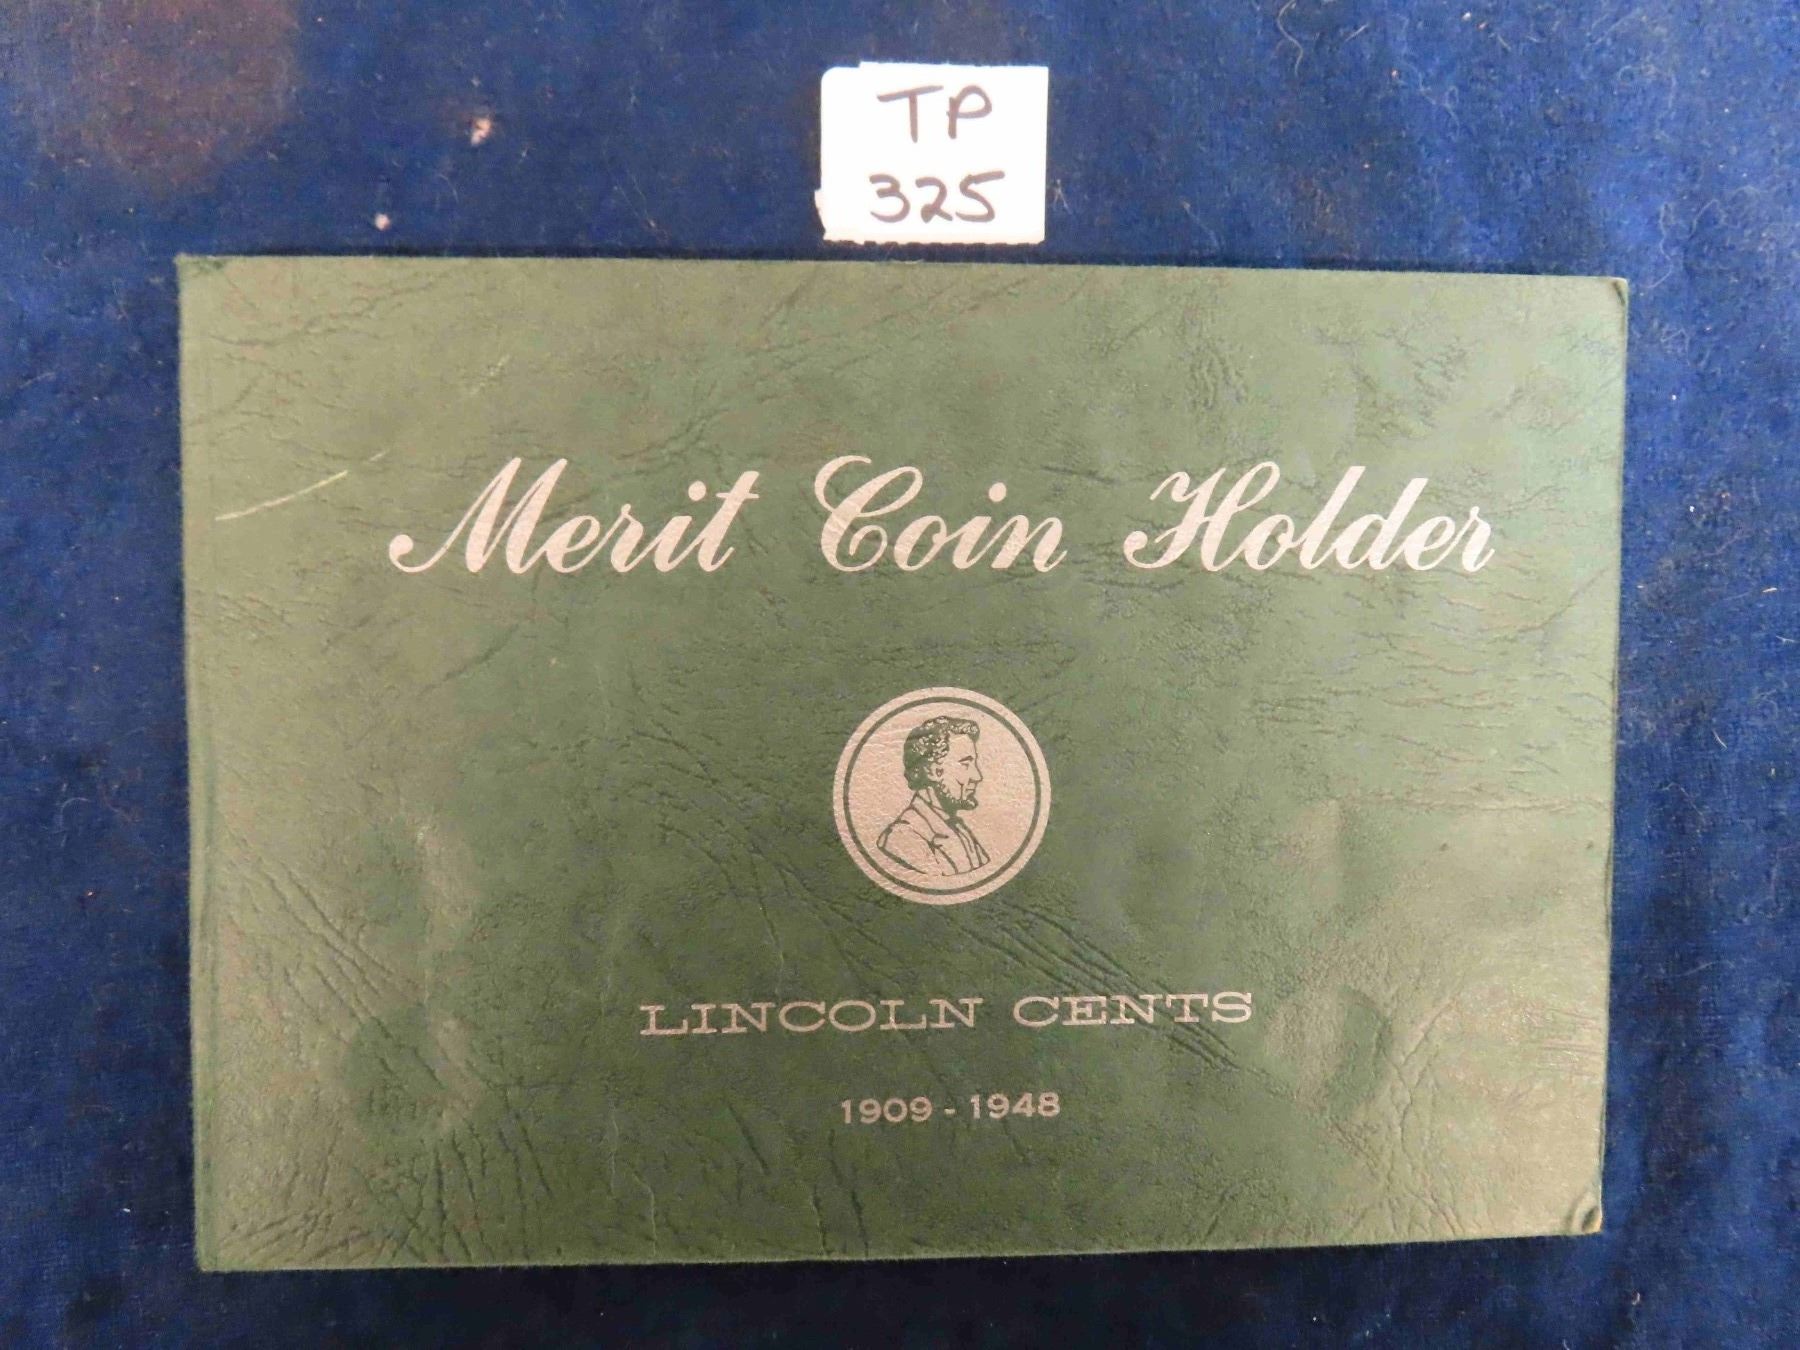 TP
325
Merit Coin Holder
LINCOLN CENTS
1909 - 1948